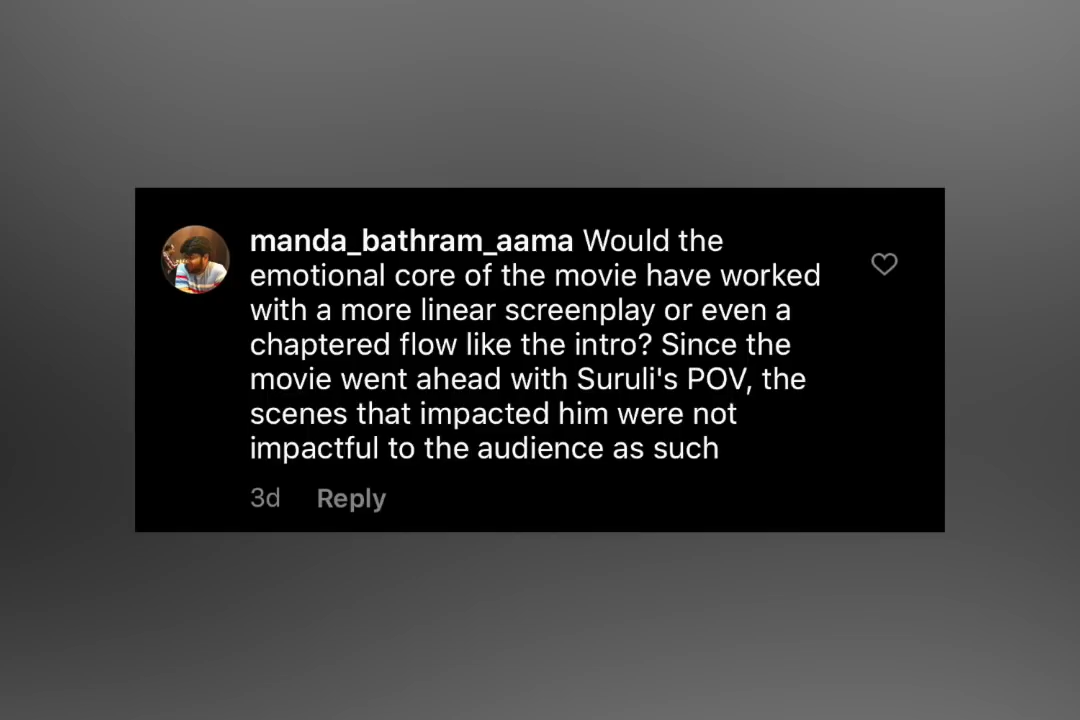 manda_bathram_aama Would the
emotional core of the movie have worked
with a more linear screenplay or even a
chaptered flow like the intro? Since the
movie went ahead with Suruli's POV, the
scenes that impacted him were not
impactful to the audience as such
3d Reply